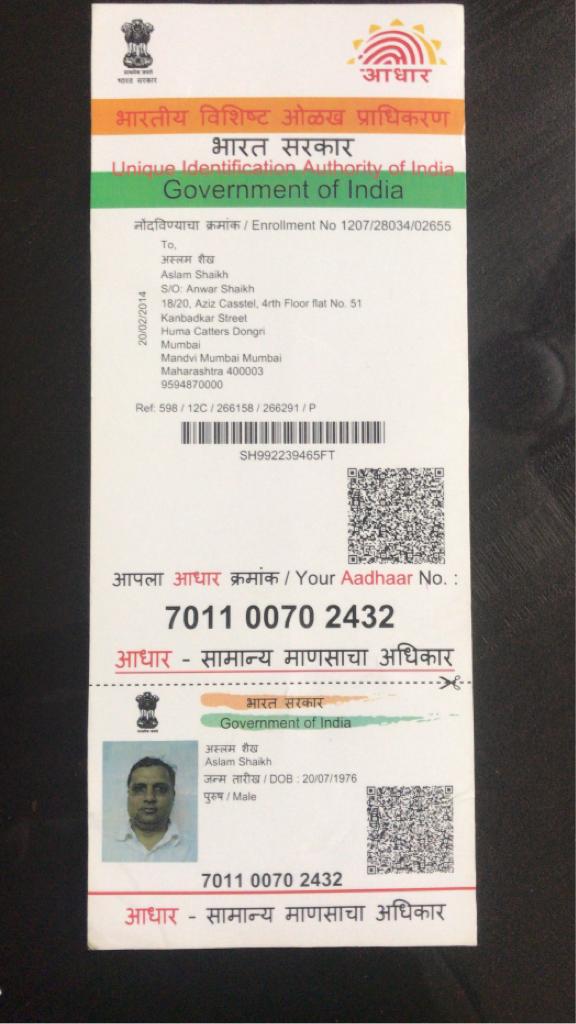 भारत सरकार
आधार
भारतीय विशिष्ट ओळख प्राधिकरण
भारत सरकार
Unique Identification Authority of India
Government of India
नोंदविण्याचा क्रमांक / Enrollment No 1207/28034/02655
To,
अस्लम शैख
Aslam Shaikh
S/O: Anwar Shaikh
18/20, Aziz Casstel, 4rth Floor flat No. 51
Kanbadkar Street
Huma Catters Dongri
Mumbai
Mandvi Mumbai Mumbai
Maharashtra 400003
9594870000
20/02/2014
Ref: 598 / 12C / 266158 / 266291 / P
SH992239465FT
आपला आधार क्रमांक / Your Aadhaar No. :
7011 0070 2432
आधार - सामान्य माणसाचा अधिकार
भारत सरकार
Government of India
अस्लम शैख
Aslam Shaikh
जन्म तारीख / DOB : 20/07/1976
पुरुष / Male
7011 0070 2432
आधार - सामान्य माणसाचा अधिकार